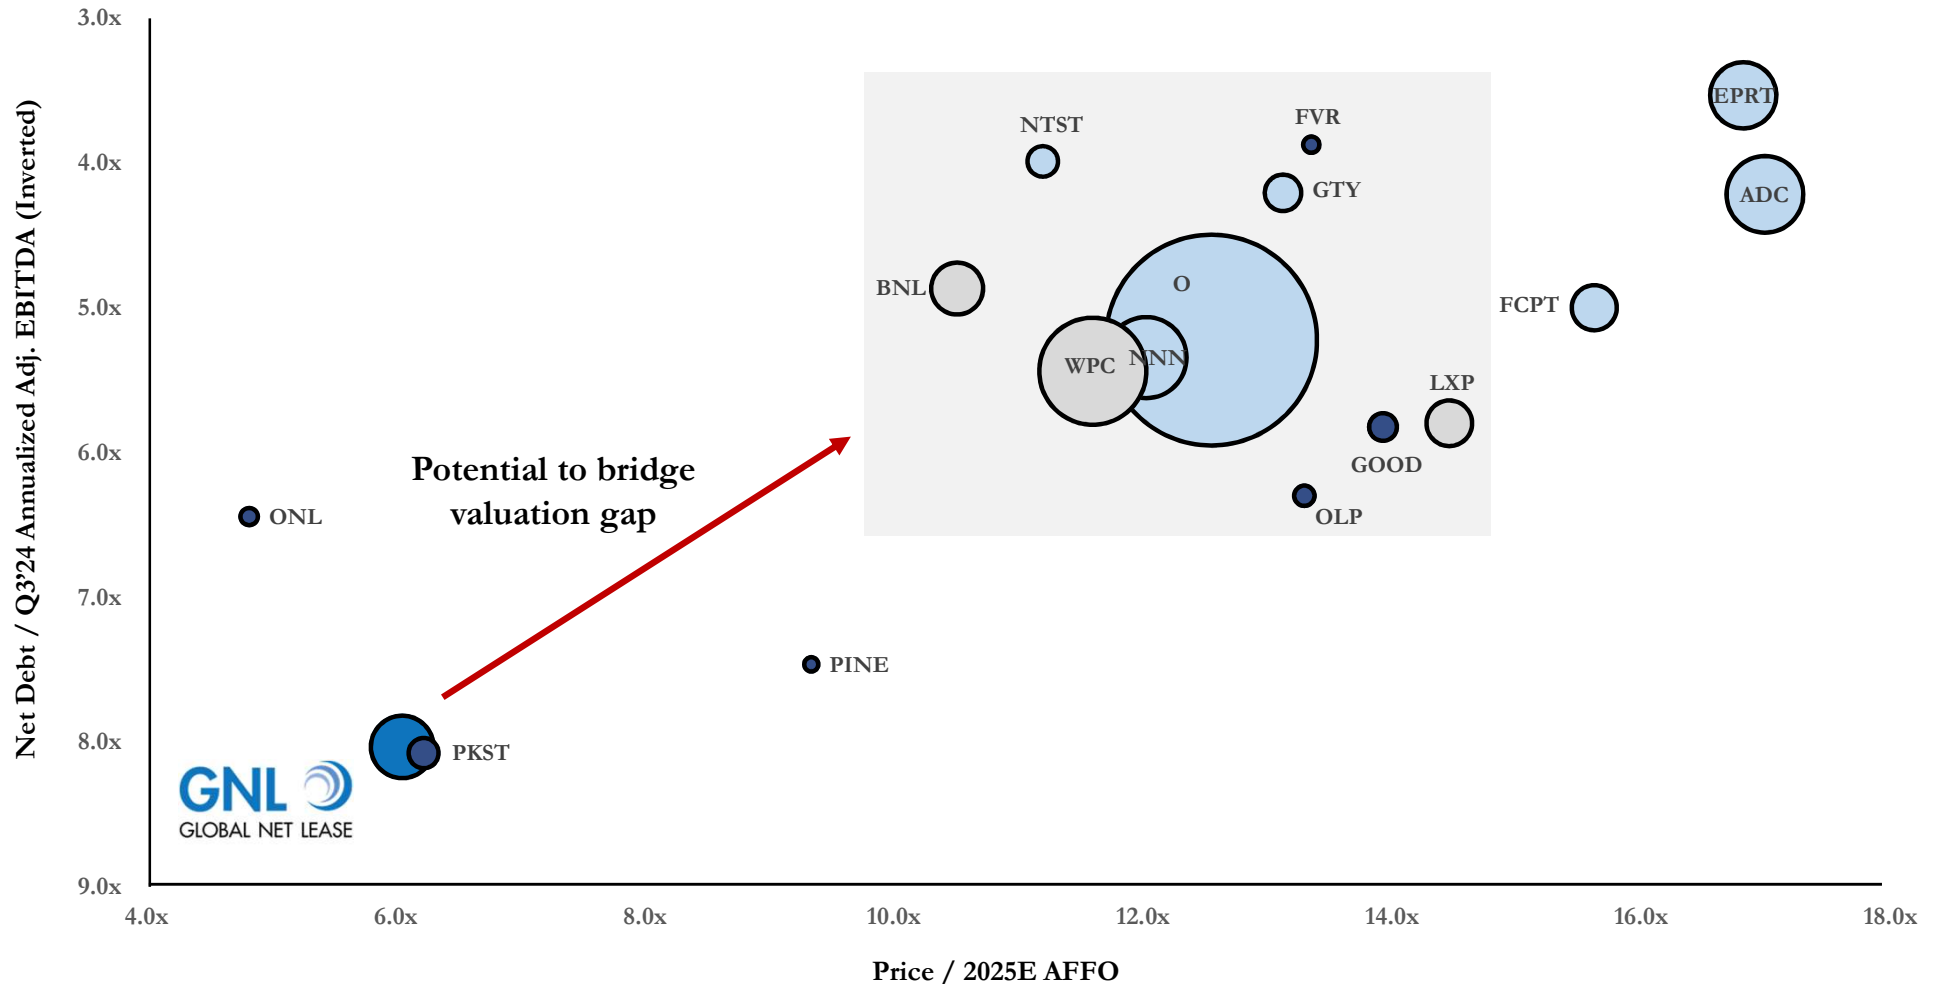 Net Debt / Q3'24 Annualized Adj. EBITDA (Inverted)
3.0x
4.0x
5.0x
6.0x
7.0x
8.0x
9.0x
EPRT
ADC
FCPT
NTST
FVR
GTY
BNL
O
WPC
NNN
LXP
GOOD
OLP
Potential to bridge
valuation gap
ONL
PINE
PKST
GNL
GLOBAL NET LEASE
4.0x
6.0x
8.0x
10.0x
12.0x
14.0x
16.0x
18.0x
Price / 2025E AFFO